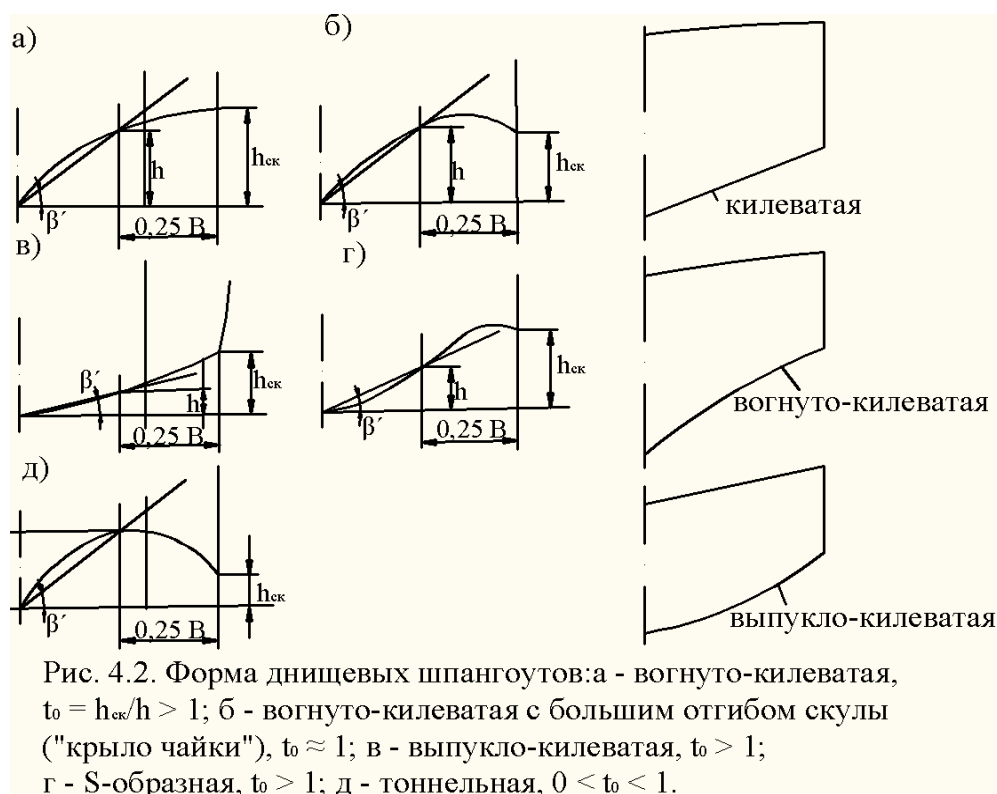 а)
h
hск
β′
0,25 В
б)
h
hск
β′
0,25 В
килеватая
в)
β′
h
hск
0,25 В
г)
h
hск
β′
0,25 В
вогнуто-килеватая
д)
β′
hск
0,25 В
выпукло-килеватая
Рис. 4.2. Форма днищевых шпангоутов:а - вогнуто-килеватая,
t₀ = hск/h > 1; б - вогнуто-килеватая с большим отгибом скулы
("крыло чайки"), t₀ ≈ 1; в - выпукло-килеватая, t₀ > 1;
г - S-образная, t₀ > 1; д - тоннельная, 0 < t₀ < 1.